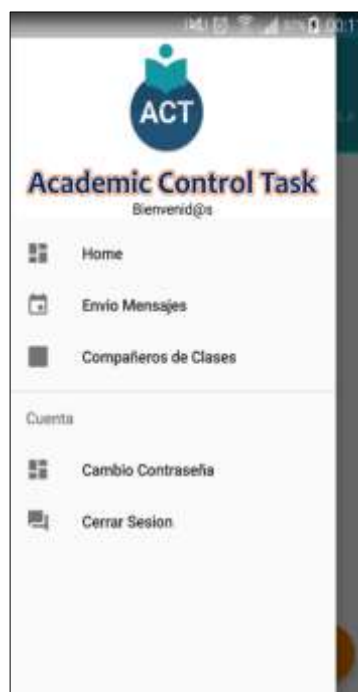 ACT
Academic Control Task
Bienvenid@s
Home
Envio Mensajes
Compañeros de Clases
Cuenta
Cambio Contraseña
Cerrar Sesion